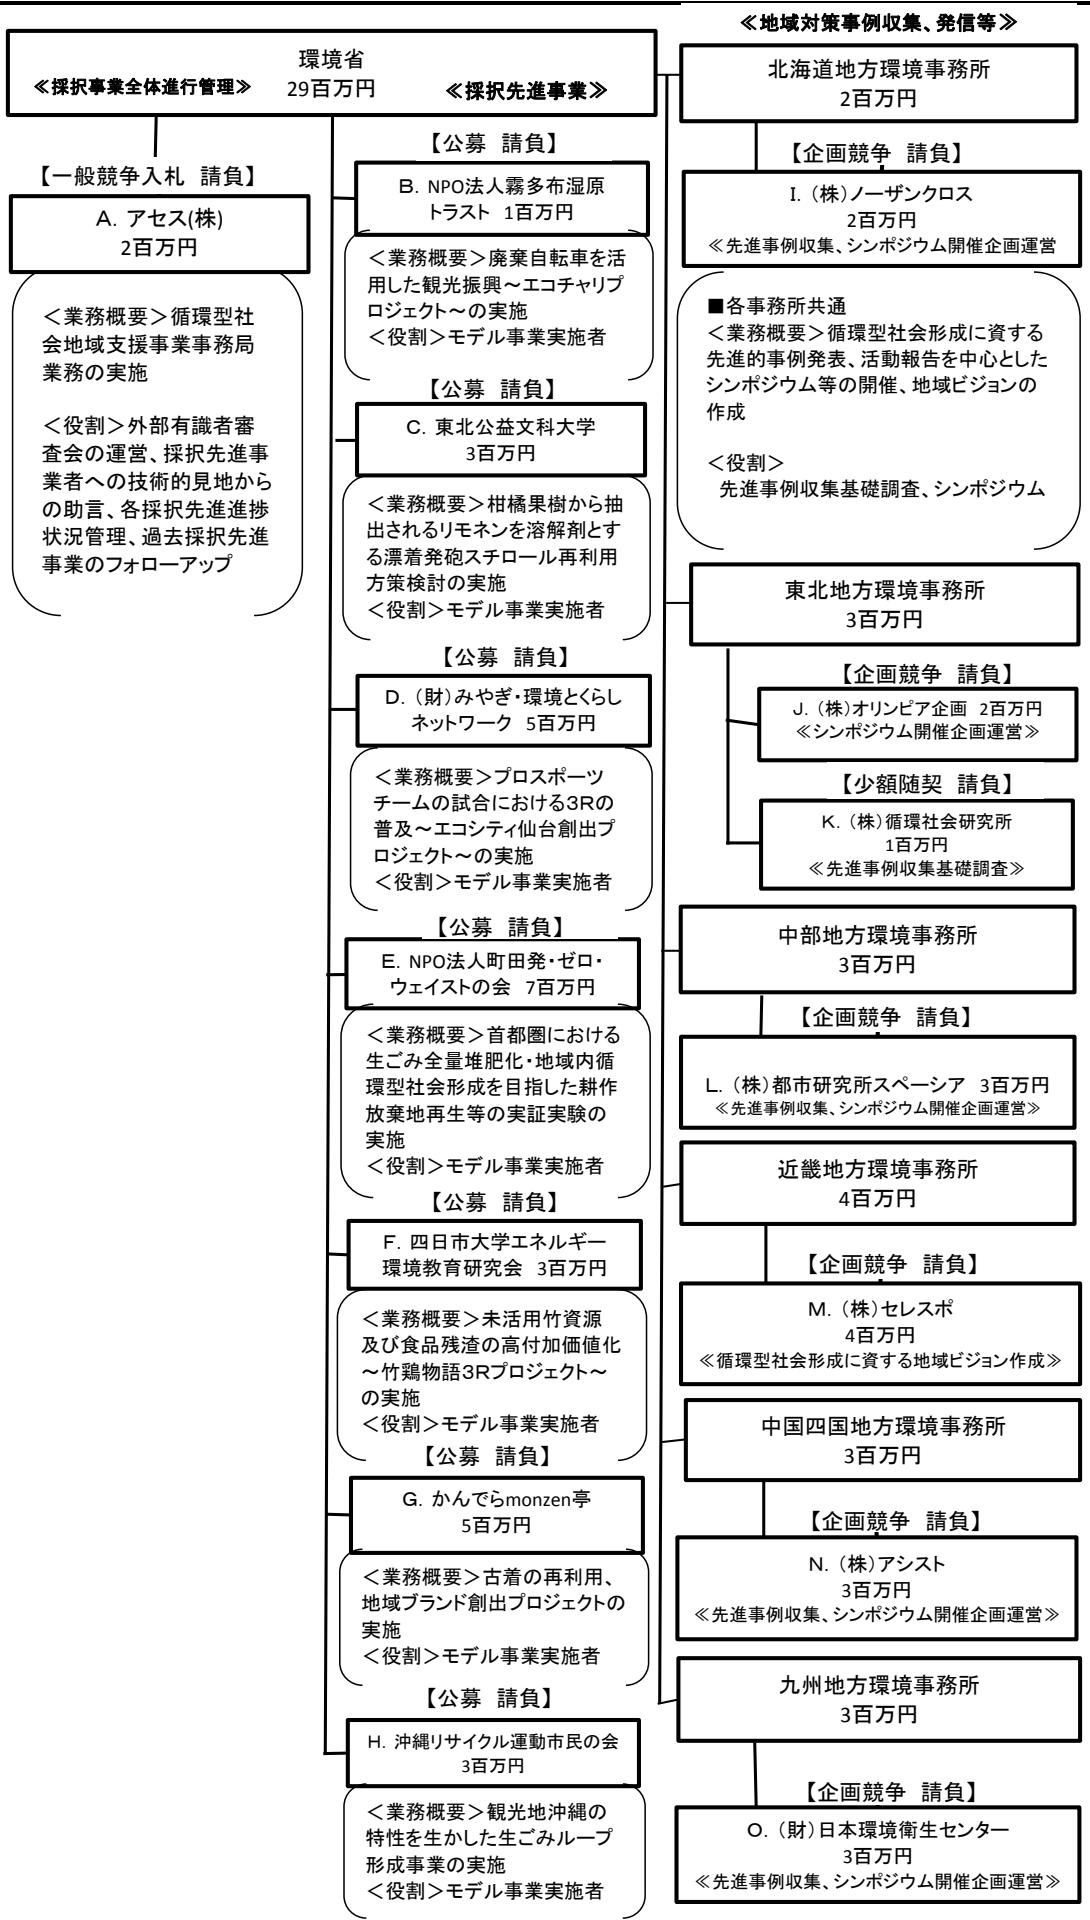 ≪地域対策事例収集、発信等≫
環境省
29百万円
≪採択事業全体進行管理≫
≪採択先進事業≫
【一般競争入札 請負】
A. アセス(株)
2百万円
＜業務概要＞循環型社
会地域支援事業事務局
業務の実施
＜役割＞外部有識者審
査会の運営、採択先進事
業者への技術的見地から
の助言、各採択先進進捗
状況管理、過去採択先進
事業のフォローアップ
【公募 請負】
B. NPO法人霧多布湿原
トラスト 1百万円
＜業務概要＞廃棄自転車を活
用した観光振興～エコチャリプ
ロジェクト～の実施
＜役割＞モデル事業実施者
【公募 請負】
C. 東北公益文科大学
3百万円
＜業務概要＞柑橘果樹から抽
出されるリモネンを溶解剤とす
る漂着発砲スチロール再利用
方策検討の実施
＜役割＞モデル事業実施者
【公募 請負】
D. （財）みやぎ・環境とくらし
ネットワーク 5百万円
＜業務概要＞プロスポーツ
チームの試合における3Rの
普及～エコシティ仙台創出プ
ロジェクト～の実施
＜役割＞モデル事業実施者
【公募 請負】
E. NPO法人町田発・ゼロ・
ウェイストの会 7百万円
＜業務概要＞首都圏における
生ごみ全量堆肥化・地域内循
環型社会形成を目指した耕作
放棄地再生等の実証実験の
実施
＜役割＞モデル事業実施者
【公募 請負】
F. 四日市大学エネルギー
環境教育研究会 3百万円
＜業務概要＞未活用竹資源
及び食品残渣の高付加価値化
～竹鶏物語3Rプロジェクト～
の実施
＜役割＞モデル事業実施者
【公募 請負】
G. かんでらmonzen亭
5百万円
＜業務概要＞古着の再利用、
地域ブランド創出プロジェクトの
実施
＜役割＞モデル事業実施者
【公募 請負】
H. 沖縄リサイクル運動市民の会
3百万円
＜業務概要＞観光地沖縄の
特性を生かした生ごみループ
形成事業の実施
＜役割＞モデル事業実施者
北海道地方環境事務所
2百万円
【企画競争 請負】
I. （株）ノーザンクロス
2百万円
≪先進事例収集、シンポジウム開催企画運営
■各事務所共通
＜業務概要＞循環型社会形成に資する
先進的事例発表、活動報告を中心とした
シンポジウム等の開催、地域ビジョンの
作成
＜役割＞
先進事例収集基礎調査、シンポジウム
東北地方環境事務所
3百万円
【企画競争 請負】
J. （株）オリンピア企画 2百万円
≪シンポジウム開催企画運営≫
【少額随契 請負】
K. （株）循環社会研究所
1百万円
≪先進事例収集基礎調査≫
中部地方環境事務所
3百万円
【企画競争 請負】
L. （株）都市研究所スペーシア 3百万円
≪先進事例収集、シンポジウム開催企画運営≫
近畿地方環境事務所
4百万円
【企画競争 請負】
M. （株）セレスポ
4百万円
≪循環型社会形成に資する地域ビジョン作成≫
中国四国地方環境事務所
3百万円
【企画競争 請負】
N. （株）アシスト
3百万円
≪先進事例収集、シンポジウム開催企画運営≫
九州地方環境事務所
3百万円
【企画競争 請負】
O. （財）日本環境衛生センター
3百万円
≪先進事例収集、シンポジウム開催企画運営≫